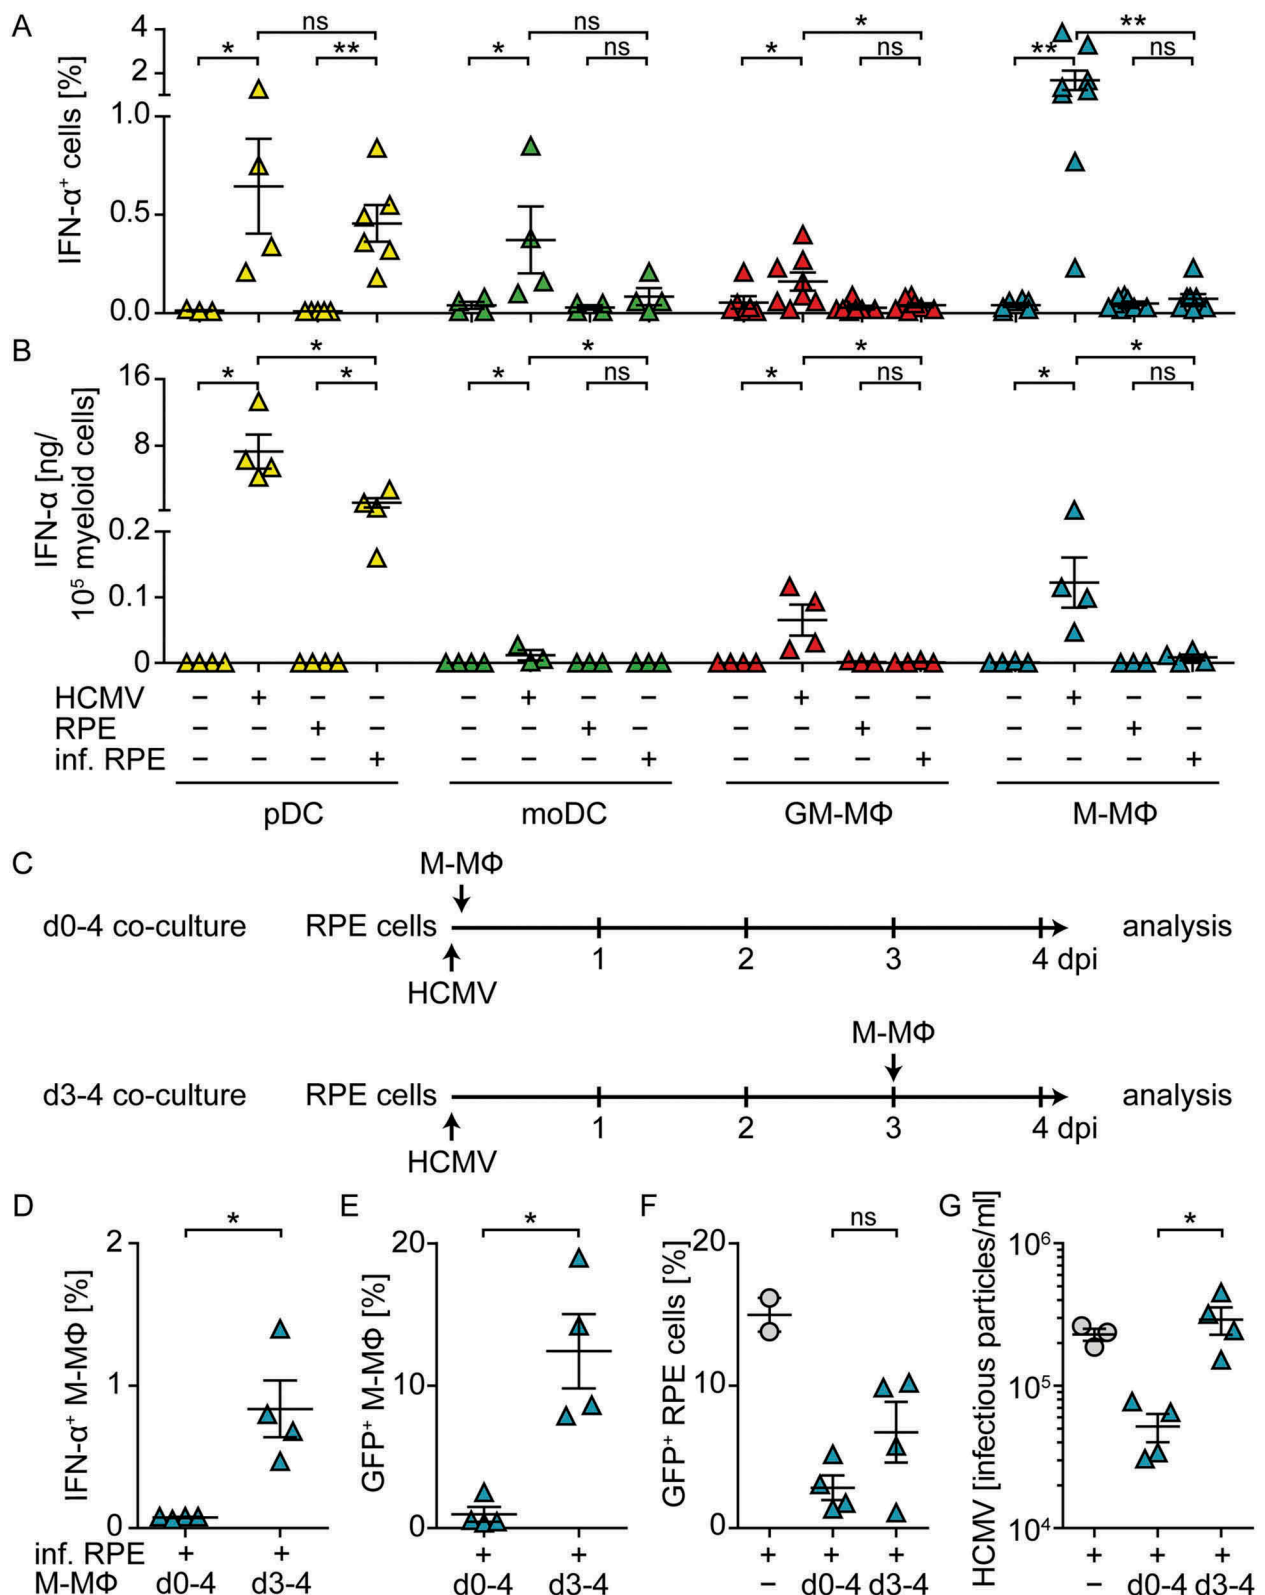 A
IFN-α⁺ cells [%]
4
2
1.0
0.5
0.0
* ns ** * ns ns * * ns ** ** ns
B
IFN-α [ng/
10⁵ myeloid cells]
16
8
0.2
0.1
0
* * * * * ns * * ns * * ns
HCMV − + − − − + − − − + − − − + − −
RPE − − + − − − + − − − + − − − + −
inf. RPE − − − + − − − + − − − + − − − +
pDC moDC GM-MΦ M-MΦ
C
M-MΦ
d0-4 co-culture RPE cells analysis
1 2 3 4 dpi
HCMV
M-MΦ
d3-4 co-culture RPE cells analysis
1 2 3 4 dpi
HCMV
D
IFN-α⁺ M-MΦ [%]
2
1
0
*
inf. RPE + +
M-MΦ d0-4 d3-4
E
GFP⁺ M-MΦ [%]
20
10
0
*
+ +
d0-4 d3-4
F
GFP⁺ RPE cells [%]
20
10
0
ns
+ + +
− d0-4 d3-4
G
HCMV [infectious particles/ml]
10⁶
10⁵
10⁴
*
+ + +
− d0-4 d3-4